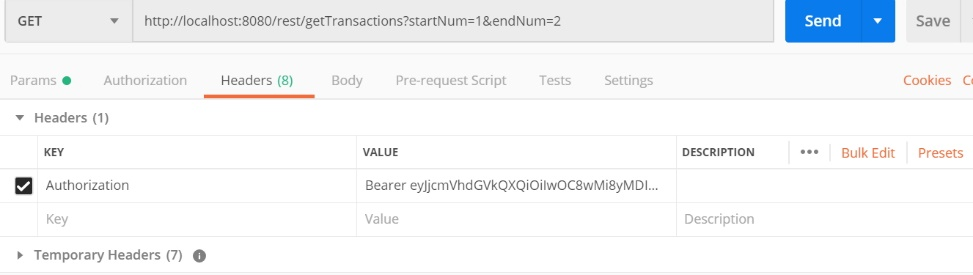 GET http://localhost:8080/rest/getTransactions?startNum=1&endNum=2 Send Save
Params Authorization Headers (8) Body Pre-request Script Tests Settings Cookies
Headers (1)
KEY VALUE DESCRIPTION ••• Bulk Edit Presets
Authorization Bearer eyJjcmVhdGVkQXQiOiIwOC8wMi8yMDI...
Key Value Description
Temporary Headers (7)